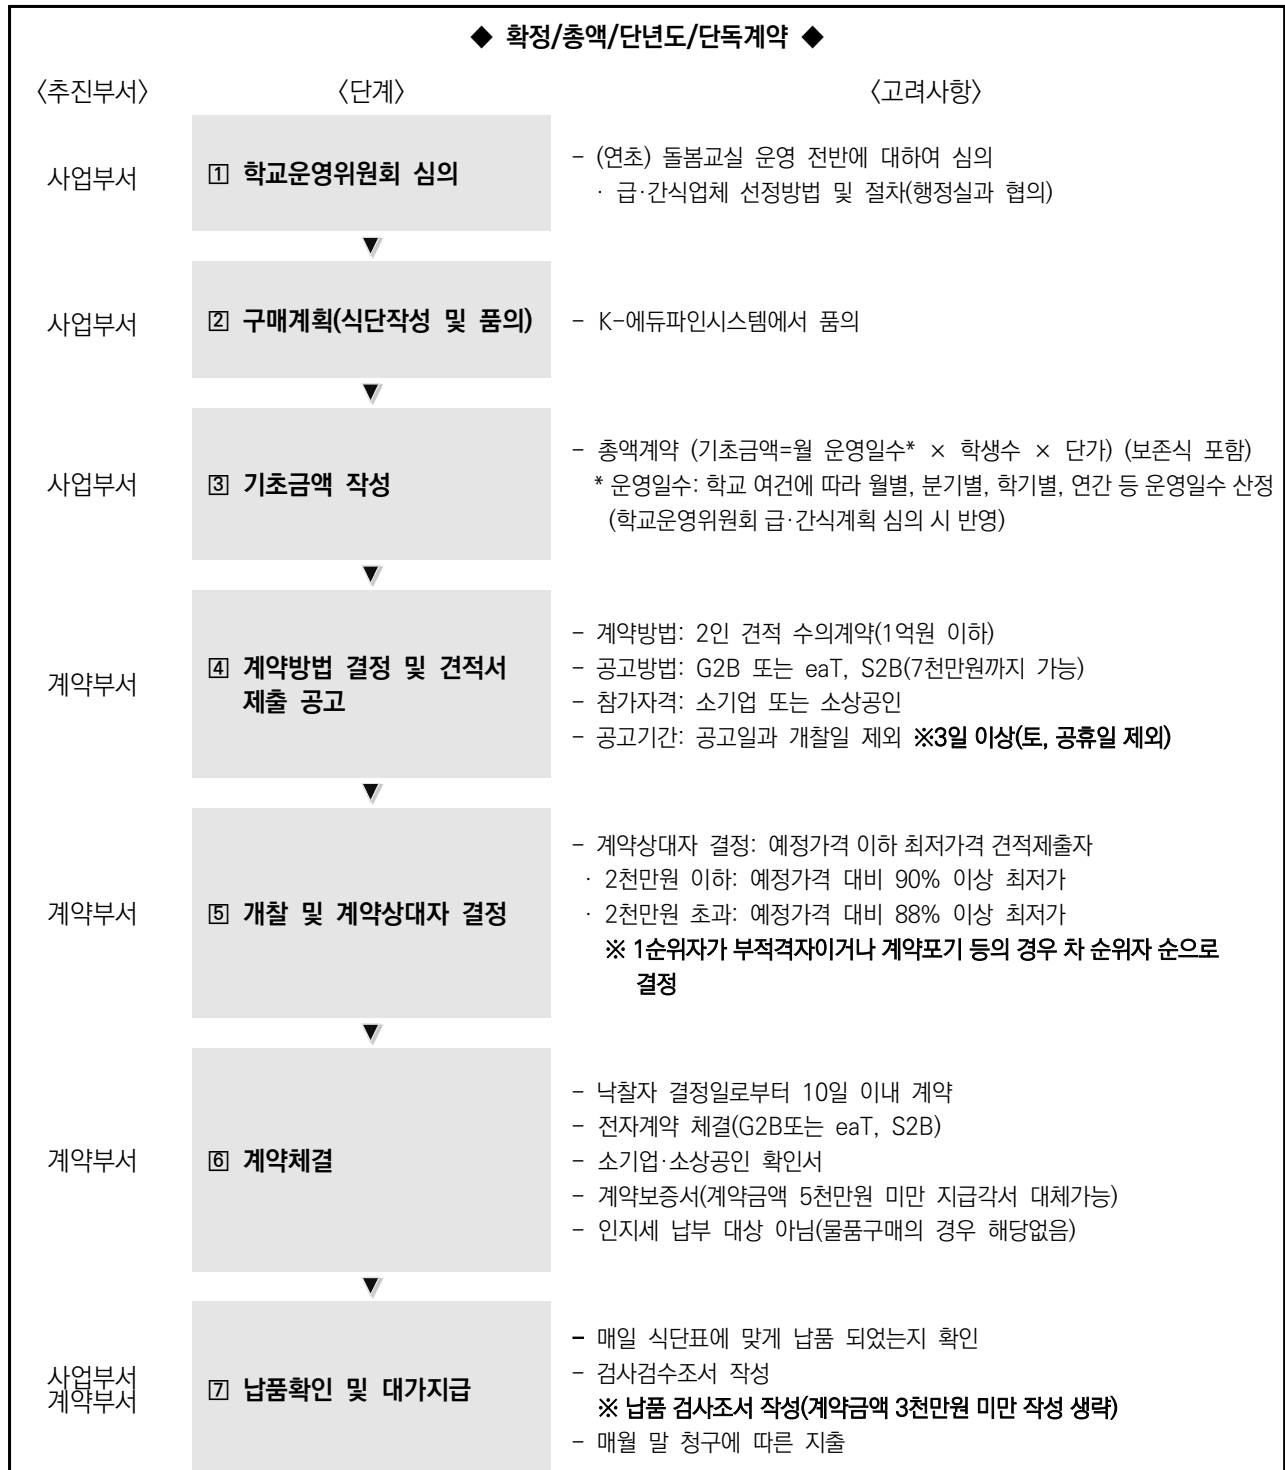 ◆ 확정/총액/단년도/단독계약 ◆
〈추진부서〉 〈단계〉 〈고려사항〉
사업부서
1 학교운영위원회 심의
- (연초) 돌봄교실 운영 전반에 대하여 심의
· 급·간식업체 선정방법 및 절차(행정실과 협의)
▼
사업부서
2 구매계획(식단작성 및 품의)
- K-에듀파인시스템에서 품의
▼
사업부서
3 기초금액 작성
- 총액계약 (기초금액=월 운영일수* × 학생수 × 단가) (보존식 포함)
* 운영일수: 학교 여건에 따라 월별, 분기별, 학기별, 연간 등 운영일수 산정
(학교운영위원회 급·간식계획 심의 시 반영)
▼
계약부서
4 계약방법 결정 및 견적서
제출 공고
- 계약방법: 2인 견적 수의계약(1억원 이하)
- 공고방법: G2B 또는 eaT, S2B(7천만원까지 가능)
- 참가자격: 소기업 또는 소상공인
- 공고기간: 공고일과 개찰일 제외 ※3일 이상(토, 공휴일 제외)
▼
계약부서
5 개찰 및 계약상대자 결정
- 계약상대자 결정: 예정가격 이하 최저가격 견적제출자
· 2천만원 이하: 예정가격 대비 90% 이상 최저가
· 2천만원 초과: 예정가격 대비 88% 이상 최저가
※ 1순위자가 부적격자이거나 계약포기 등의 경우 차 순위자 순으로
결정
▼
계약부서
6 계약체결
- 낙찰자 결정일로부터 10일 이내 계약
- 전자계약 체결(G2B또는 eaT, S2B)
- 소기업·소상공인 확인서
- 계약보증서(계약금액 5천만원 미만 지급각서 대체가능)
- 인지세 납부 대상 아님(물품구매의 경우 해당없음)
▼
사업부서
계약부서
7 납품확인 및 대가지급
- 매일 식단표에 맞게 납품 되었는지 확인
- 검사검수조서 작성
※ 납품 검사조서 작성(계약금액 3천만원 미만 작성 생략)
- 매월 말 청구에 따른 지출